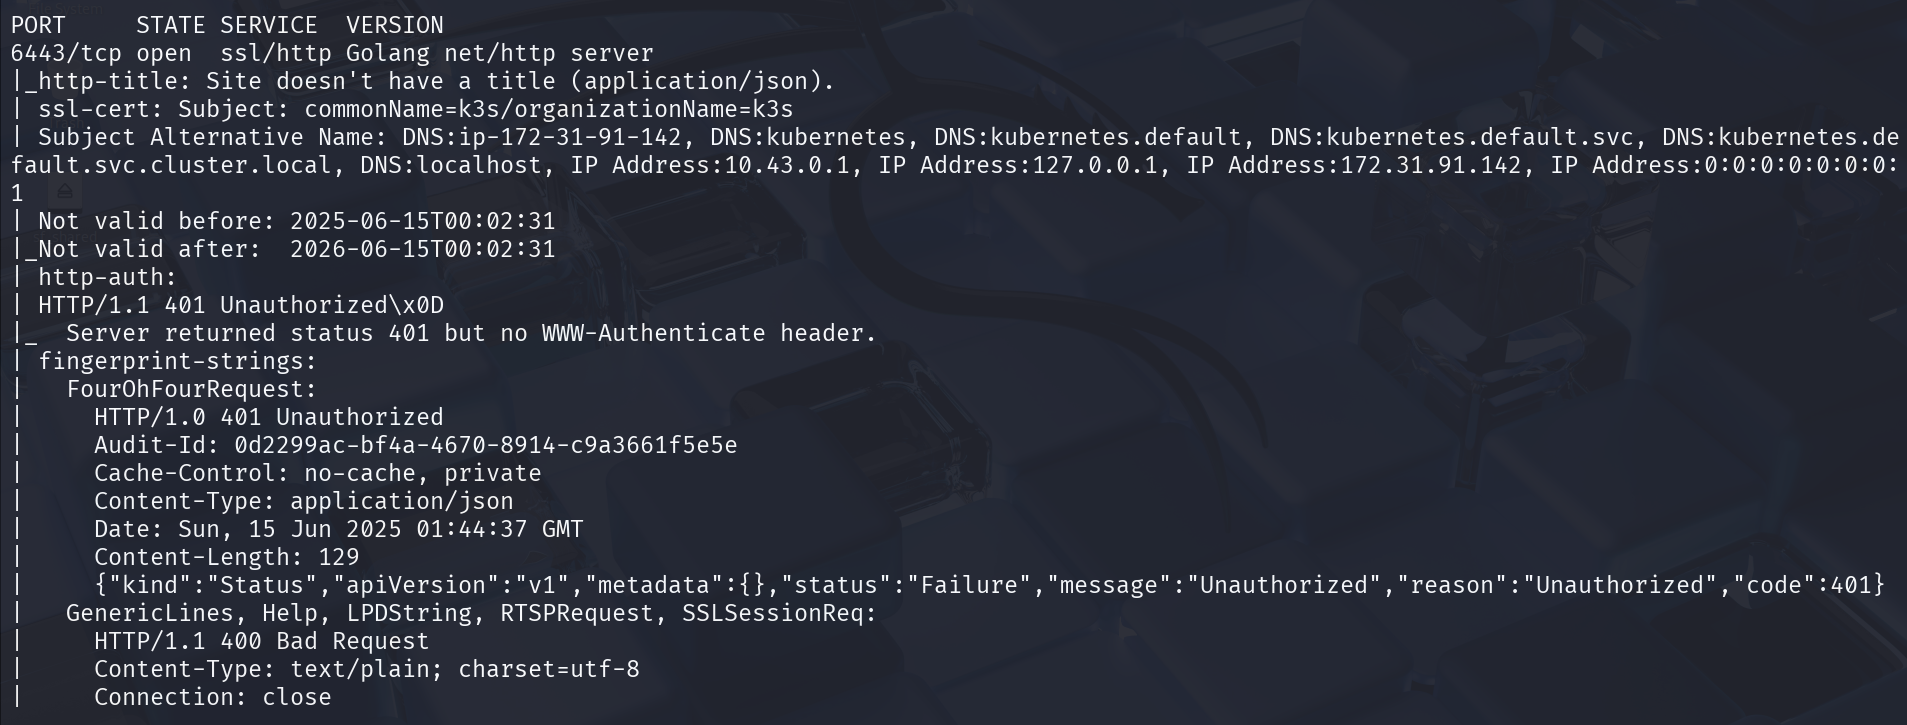 PORT     STATE SERVICE  VERSION
6443/tcp open  ssl/http Golang net/http server
|_http-title: Site doesn't have a title (application/json).
| ssl-cert: Subject: commonName=k3s/organizationName=k3s
| Subject Alternative Name: DNS:ip-172-31-91-142, DNS:kubernetes, DNS:kubernetes.default, DNS:kubernetes.default.svc, DNS:kubernetes.de
fault.svc.cluster.local, DNS:localhost, IP Address:10.43.0.1, IP Address:127.0.0.1, IP Address:172.31.91.142, IP Address:0:0:0:0:0:0:0:
1
| Not valid before: 2025-06-15T00:02:31
|_Not valid after:  2026-06-15T00:02:31
| http-auth:
| HTTP/1.1 401 Unauthorized\x0D
|_  Server returned status 401 but no WWW-Authenticate header.
| fingerprint-strings:
|   FourOhFourRequest:
|     HTTP/1.0 401 Unauthorized
|     Audit-Id: 0d2299ac-bf4a-4670-8914-c9a3661f5e5e
|     Cache-Control: no-cache, private
|     Content-Type: application/json
|     Date: Sun, 15 Jun 2025 01:44:37 GMT
|     Content-Length: 129
|     {"kind":"Status","apiVersion":"v1","metadata":{},"status":"Failure","message":"Unauthorized","reason":"Unauthorized","code":401}
|   GenericLines, Help, LPDString, RTSPRequest, SSLSessionReq:
|     HTTP/1.1 400 Bad Request
|     Content-Type: text/plain; charset=utf-8
|     Connection: close